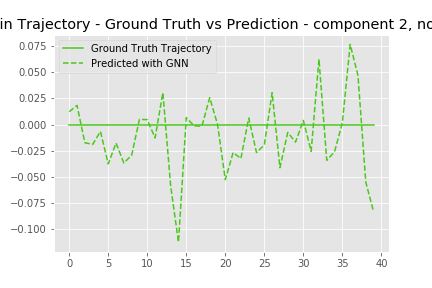 in Trajectory - Ground Truth vs Prediction - component 2, no
Ground Truth Trajectory
Predicted with GNN
0.075
0.050
0.025
0.000
−0.025
−0.050
−0.075
−0.100
0 5 10 15 20 25 30 35 40